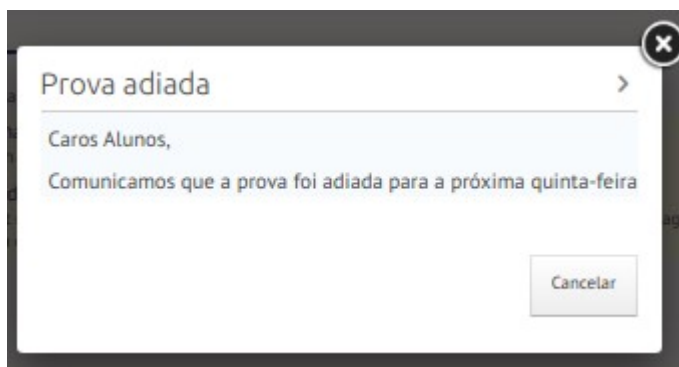 Prova adiada
Caros Alunos,
Comunicamos que a prova foi adiada para a próxima quinta-feira
Cancelar